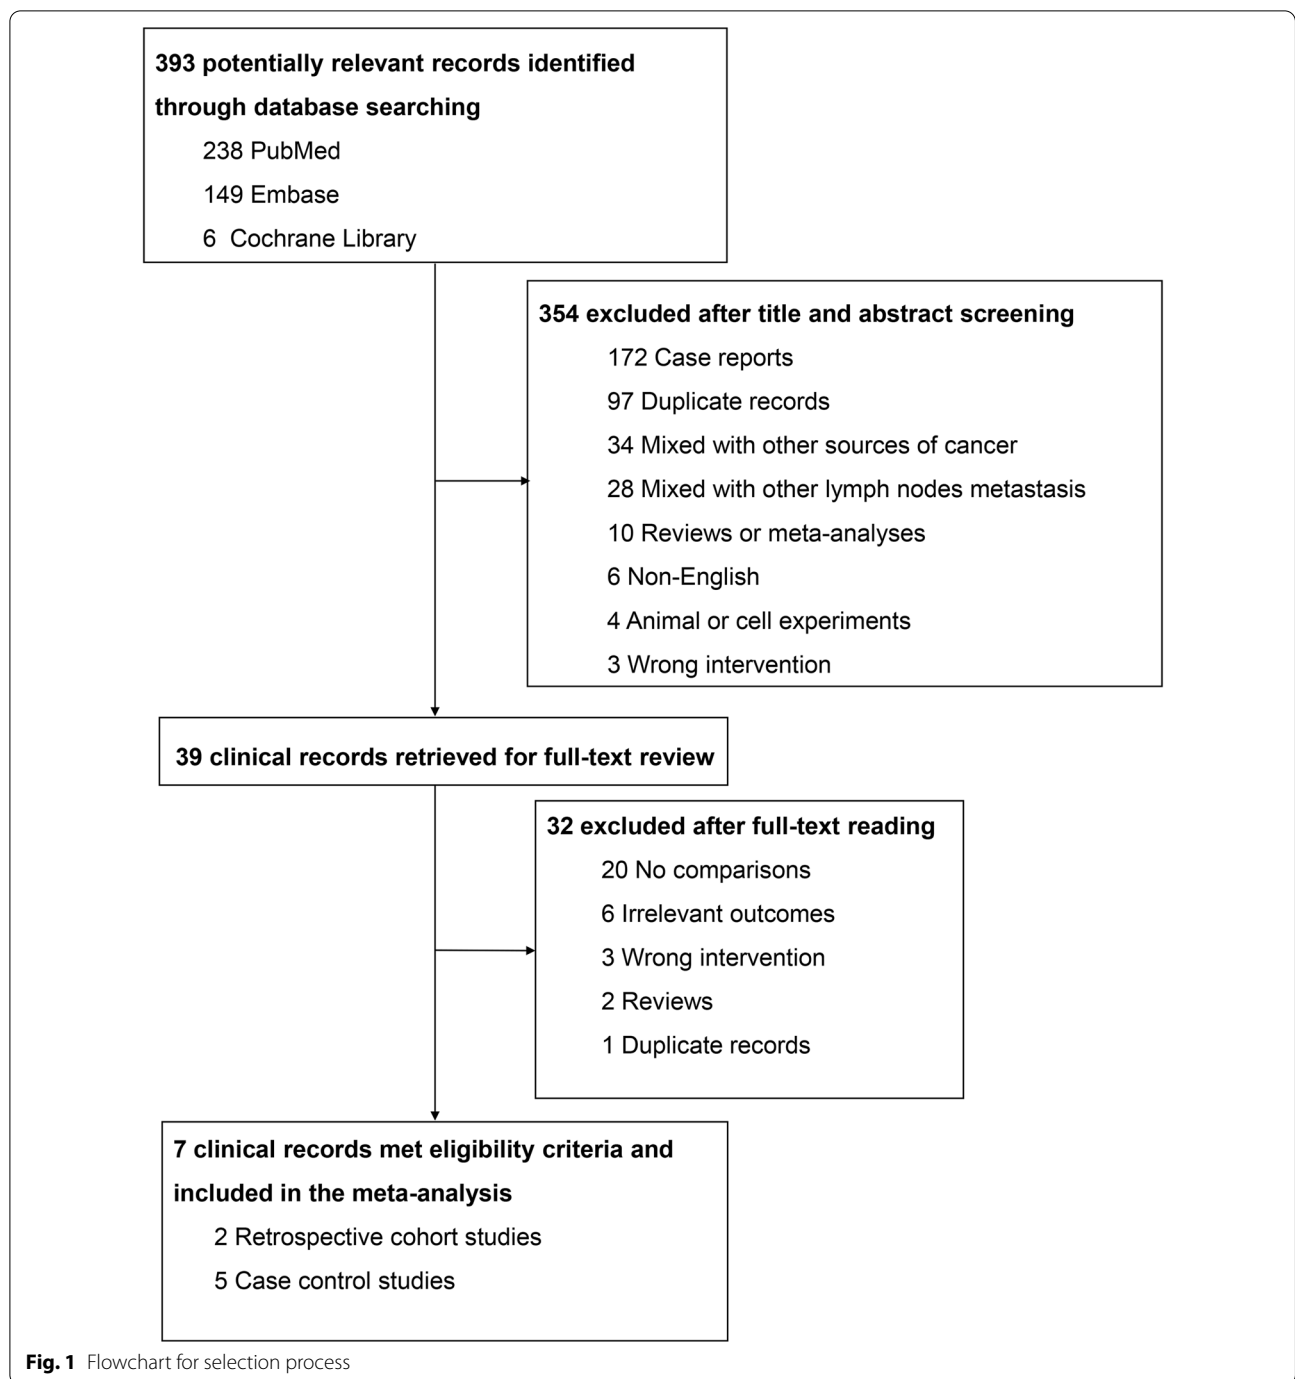 393 potentially relevant records identified
through database searching
238 PubMed
149 Embase
6 Cochrane Library
354 excluded after title and abstract screening
172 Case reports
97 Duplicate records
34 Mixed with other sources of cancer
28 Mixed with other lymph nodes metastasis
10 Reviews or meta-analyses
6 Non-English
4 Animal or cell experiments
3 Wrong intervention
39 clinical records retrieved for full-text review
32 excluded after full-text reading
20 No comparisons
6 Irrelevant outcomes
3 Wrong intervention
2 Reviews
1 Duplicate records
7 clinical records met eligibility criteria and
included in the meta-analysis
2 Retrospective cohort studies
5 Case control studies
Fig. 1 Flowchart for selection process